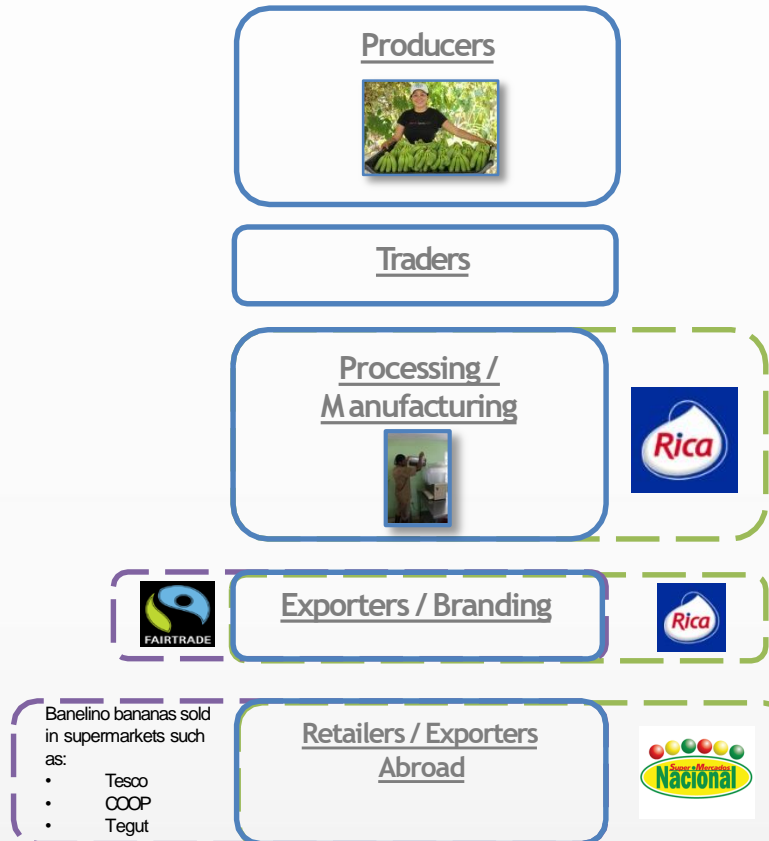 Producers
Traders
Processing /
Manufacturing
Rica
FAIRTRADE
Exporters / Branding
Rica
Banelino bananas sold
in supermarkets such
as:
• Tesco
• COOP
• Tegut
Retailers / Exporters
Abroad
Super Mercados
Nacional